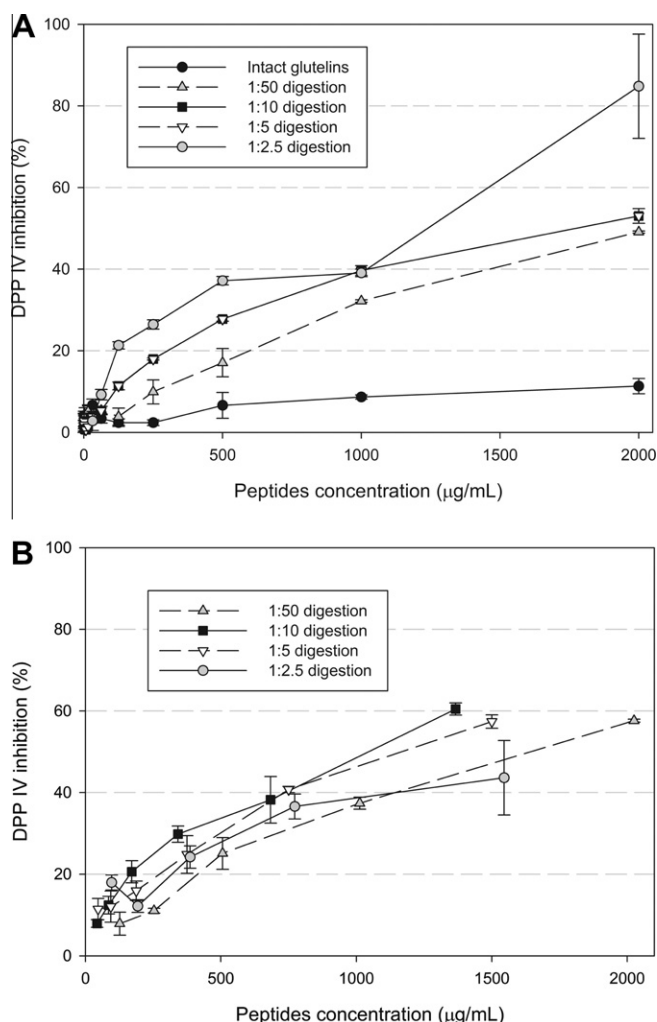 A
100
80
60
40
20
0
DPP IV inhibition (%)
Intact glutelins
1:50 digestion
1:10 digestion
1:5 digestion
1:2.5 digestion
0 500 1000 1500 2000
Peptides concentration (μg/mL)
B
100
80
60
40
20
0
DPP IV inhibition (%)
1:50 digestion
1:10 digestion
1:5 digestion
1:2.5 digestion
0 500 1000 1500 2000
Peptides concentration (μg/mL)